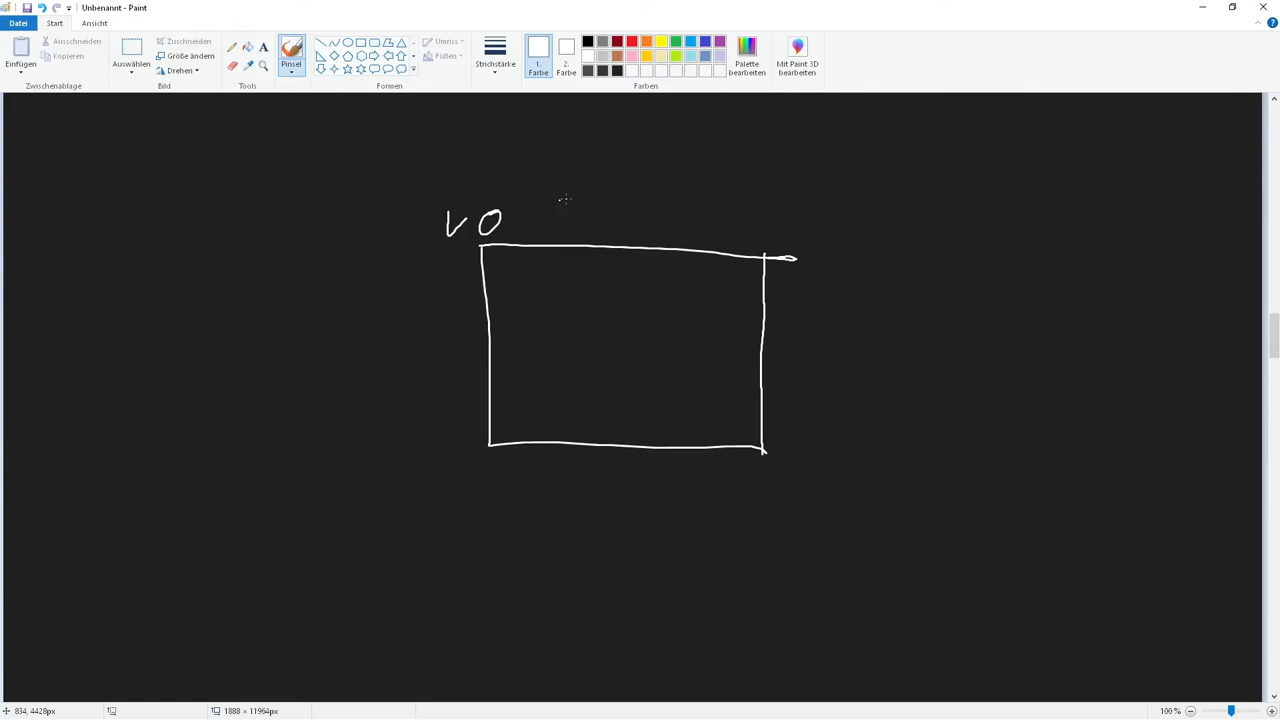 Unbenannt - Paint
Datei Start Ansicht
Einfügen
Ausschneiden
Kopieren
Zwischenablage
Auswählen
Zuschneiden
Größe ändern
Drehen
Bild
Tools
A
Pinsel
Umriss
Füllen
Formen
Strichstärke
1. Farbe
2. Farbe
Palette bearbeiten
Farben
Mit Paint 3D bearbeiten
V0
834, 4428px
1888 × 11964px
100 %